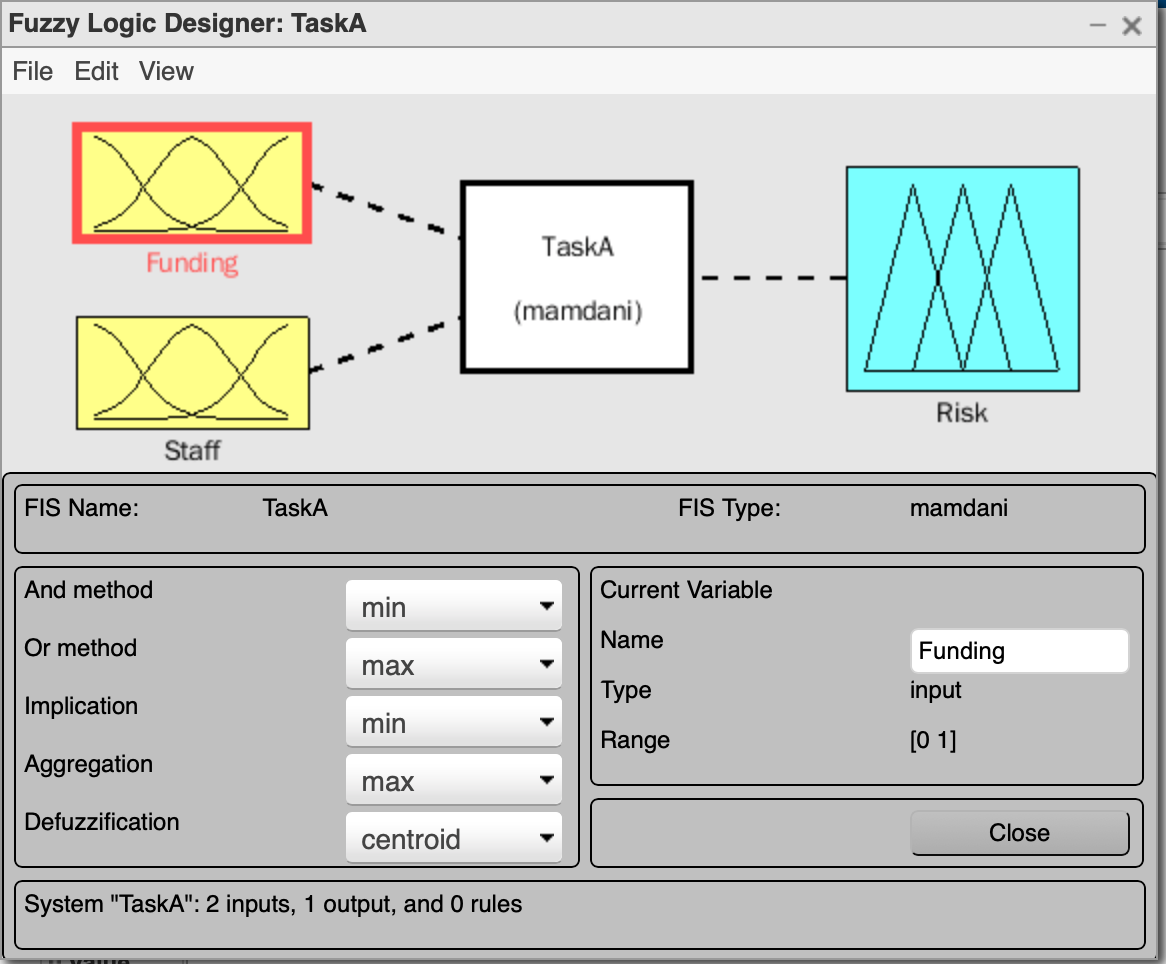 Fuzzy Logic Designer: TaskA
File Edit View
Funding
Staff
TaskA
(mamdani)
Risk
FIS Name: TaskA FIS Type: mamdani
And method min
Or method max
Implication min
Aggregation max
Defuzzification centroid
Current Variable
Name Funding
Type input
Range [0 1]
Close
System "TaskA": 2 inputs, 1 output, and 0 rules